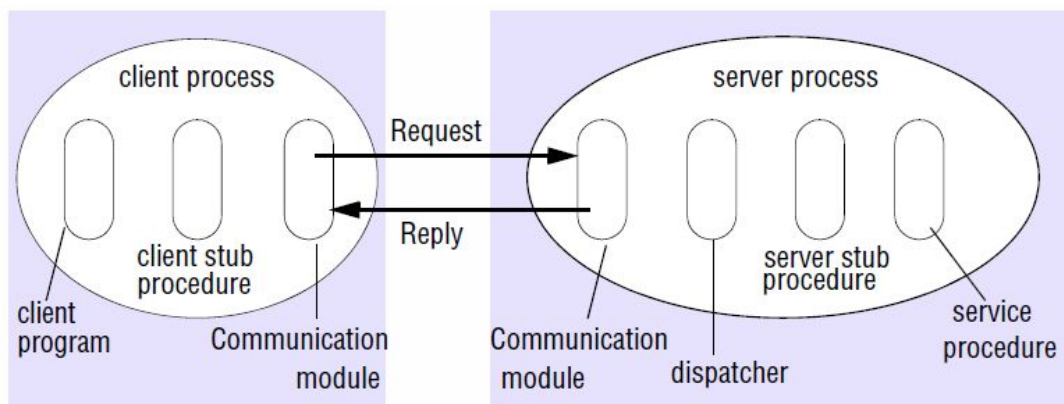 client process
server process
Request
Reply
client stub
procedure
server stub
procedure
client
program
Communication
module
Communication
module
dispatcher
service
procedure